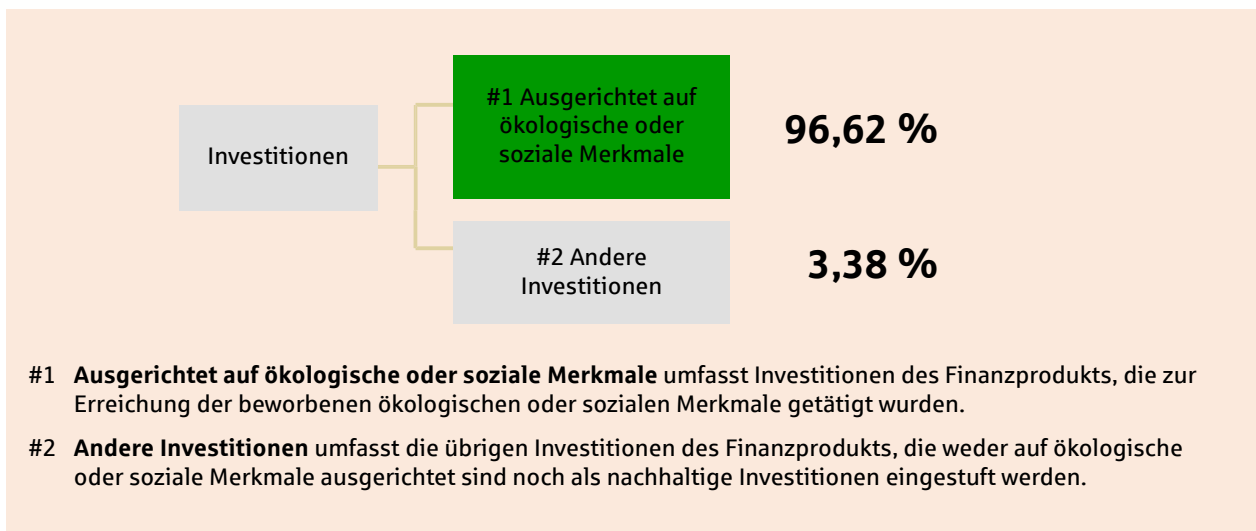 #1 Ausgerichtet auf
ökologische oder
soziale Merkmale
96,62 %
Investitionen
#2 Andere
Investitionen
3,38 %
#1 Ausgerichtet auf ökologische oder soziale Merkmale umfasst Investitionen des Finanzprodukts, die zur
Erreichung der beworbenen ökologischen oder sozialen Merkmale getätigt wurden.
#2 Andere Investitionen umfasst die übrigen Investitionen des Finanzprodukts, die weder auf ökologische
oder soziale Merkmale ausgerichtet sind noch als nachhaltige Investitionen eingestuft werden.